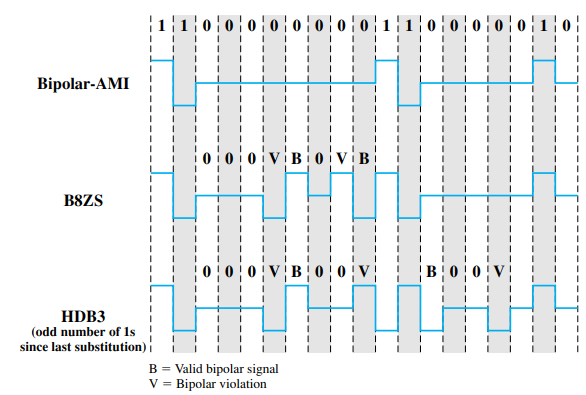 1 1 0 0 0 0 0 0 0 0 1 1 0 0 0 0 0 1 0
Bipolar-AMI
0 0 0 V B 0 V B
B8ZS
0 0 0 V B 0 0 V B 0 0 V
HDB3
(odd number of 1s
since last substitution)
B = Valid bipolar signal
V = Bipolar violation